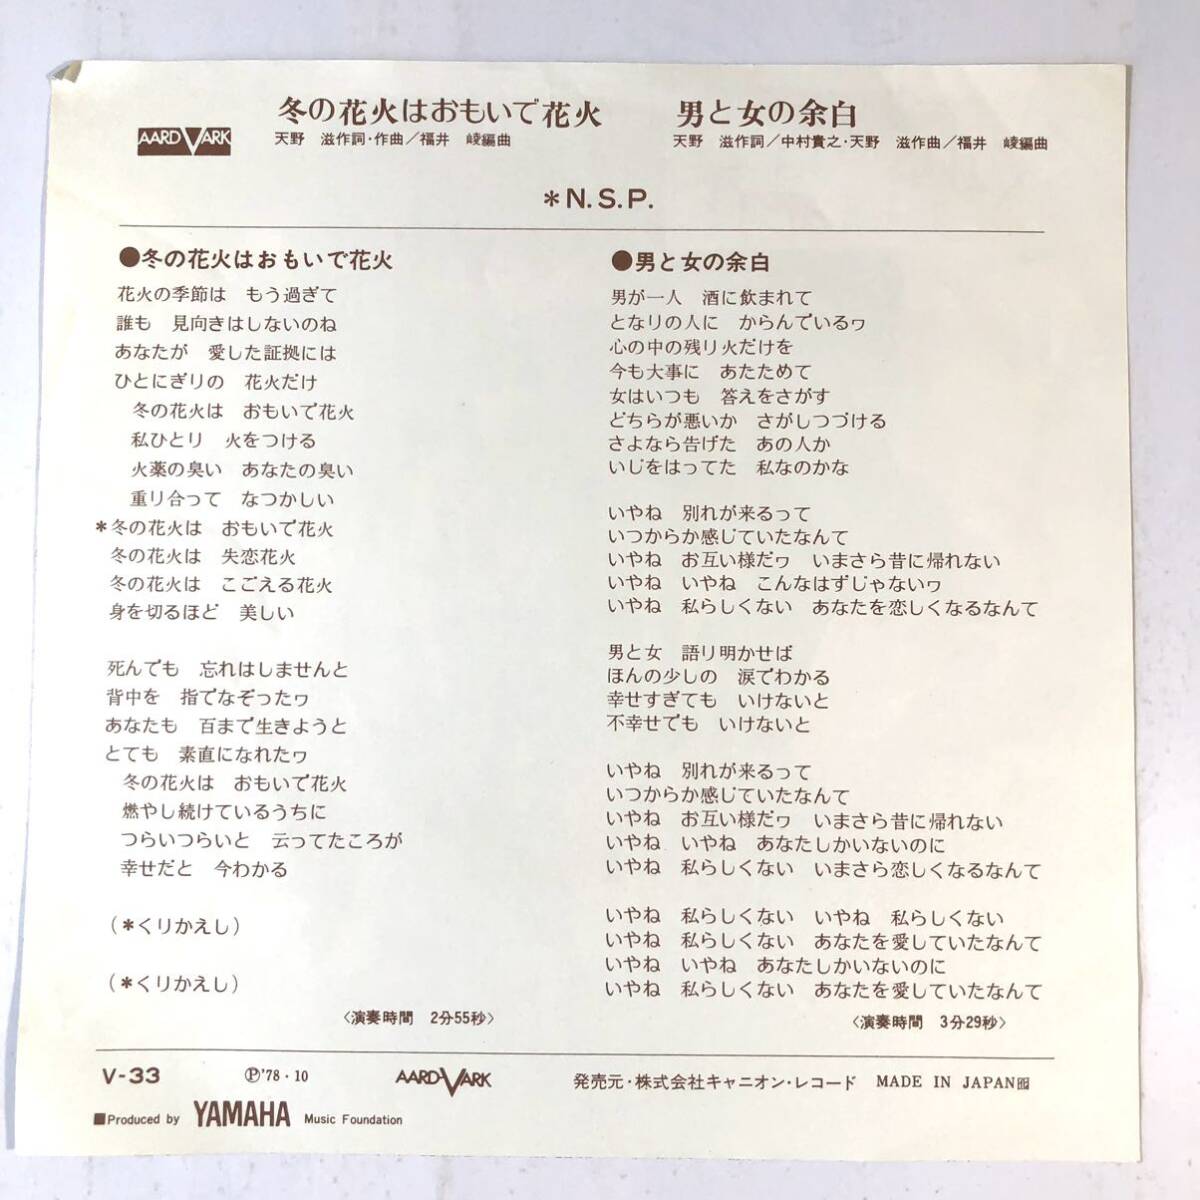 AARDVARK
冬の花火はおもいで花火
天野　滋作詞・作曲／福井　崚編曲
男と女の余白
天野　滋作詞／中村貴之・天野　滋作曲／福井　崚編曲
＊N.S.P.
●冬の花火はおもいで花火
花火の季節は　もう過ぎて
誰も　見向きはしないのね
あなたが　愛した証拠には
ひとにぎりの　花火だけ
冬の花火は　おもいで花火
私ひとり　火をつける
火薬の臭い　あなたの臭い
重り合って　なつかしい
＊冬の花火は　おもいで花火
冬の花火は　失恋花火
冬の花火は　こごえる花火
身を切るほど　美しい
死んでも　忘れはしませんと
背中を　指でなぞったヮ
あなたも　百まで生きようと
とても　素直になれたヮ
冬の花火は　おもいで花火
燃やし続けているうちに
つらいつらいと　云ってたころが
幸せだと　今わかる
（＊くりかえし）
（＊くりかえし）
〈演奏時間　2分55秒〉
●男と女の余白
男が一人　酒に飲まれて
となりの人に　からんでいるヮ
心の中の残り火だけを
今も大事に　あたためて
女はいつも　答えをさがす
どちらが悪いか　さがしつづける
さよなら告げた　あの人か
いじをはってた　私なのかな
いやね　別れが来るって
いつからか感じていたなんて
いやね　お互い様だヮ　いまさら昔に帰れない
いやね　いやね　こんなはずじゃないヮ
いやね　私らしくない　あなたを恋しくなるなんて
男と女　語り明かせば
ほんの少しの　涙でわかる
幸せすぎても　いけないと
不幸せでも　いけないと
いやね　別れが来るって
いつからか感じていたなんて
いやね　お互い様だヮ　いまさら昔に帰れない
いやね　いやね　あなたしかいないのに
いやね　私らしくない　いまさら恋しくなるなんて
いやね　私らしくない　いやね　私らしくない
いやね　私らしくない　あなたを愛していたなんて
いやね　いやね　あなたしかいないのに
いやね　私らしくない　あなたを愛していたなんて
〈演奏時間　3分29秒〉
V-33　Ⓟ'78・10　AARDVARK　発売元・株式会社キャニオン・レコード　MADE IN JAPAN
■Produced by YAMAHA Music Foundation